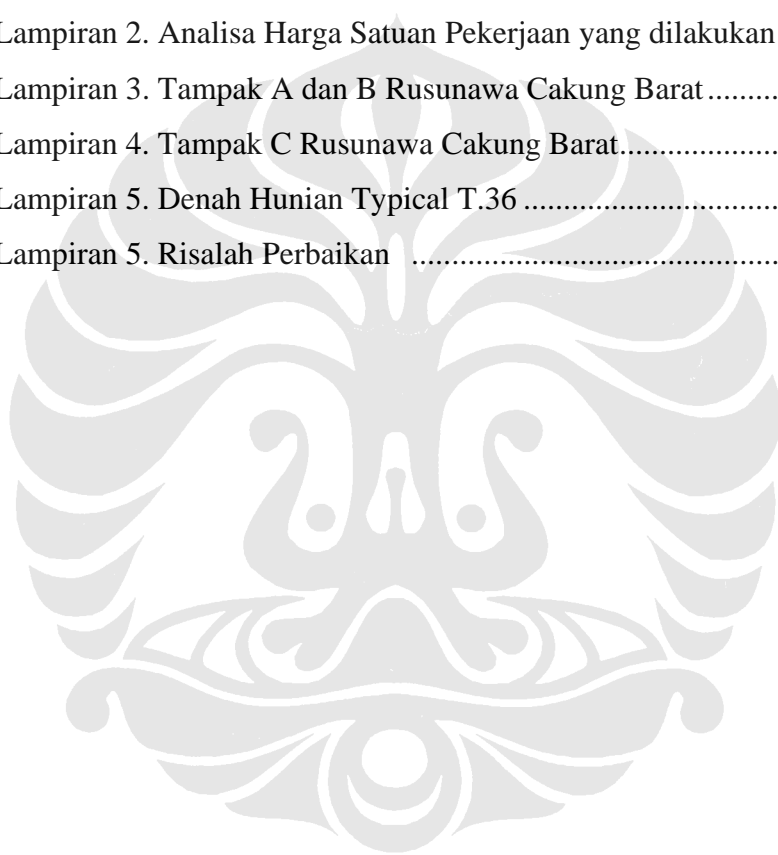 Lampiran 2. Analisa Harga Satuan Pekerjaan yang dilakukan
Lampiran 3. Tampak A dan B Rusunawa Cakung Barat .........
Lampiran 4. Tampak C Rusunawa Cakung Barat....................
Lampiran 5. Denah Hunian Typical T.36 ................................
Lampiran 5. Risalah Perbaikan ..............................................